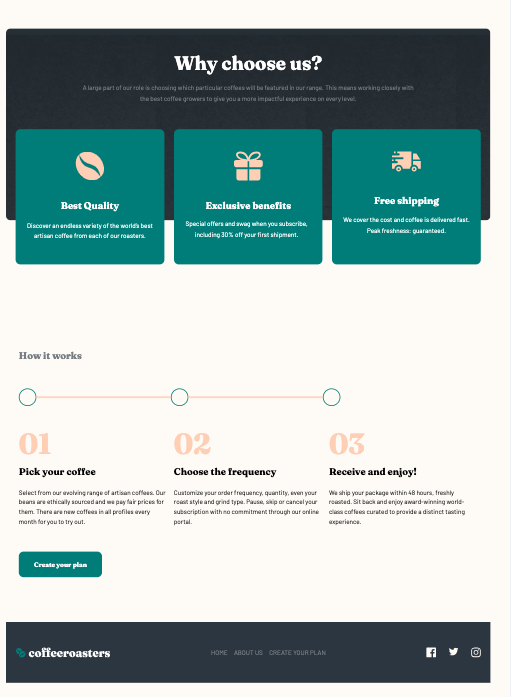 Why choose us?
A large part of our role is choosing which particular coffees will be featured in our range. This means working closely with
the best coffee growers to give you a more impactful experience on every level.
Best Quality
Discover an endless variety of the world's best
artisan coffee from each of our roasters.
Exclusive benefits
Special offers and swag when you subscribe,
including 30% off your first shipment.
Free shipping
We cover the cost and coffee is delivered fast.
Peak freshness: guaranteed.
How it works
01
Pick your coffee
Select from our evolving range of artisan coffees. Our
beans are ethically sourced and we pay fair prices for
them. There are new coffees in all profiles every
month for you to try out.
02
Choose the frequency
Customize your order frequency, quantity, even your
roast style and grind type. Pause, skip or cancel your
subscription with no commitment through our online
portal.
03
Receive and enjoy!
We ship your package within 48 hours, freshly
roasted. Sit back and enjoy award-winning world-
class coffees curated to provide a distinct tasting
experience.
Create your plan
coffeeroasters
HOME ABOUT US CREATE YOUR PLAN